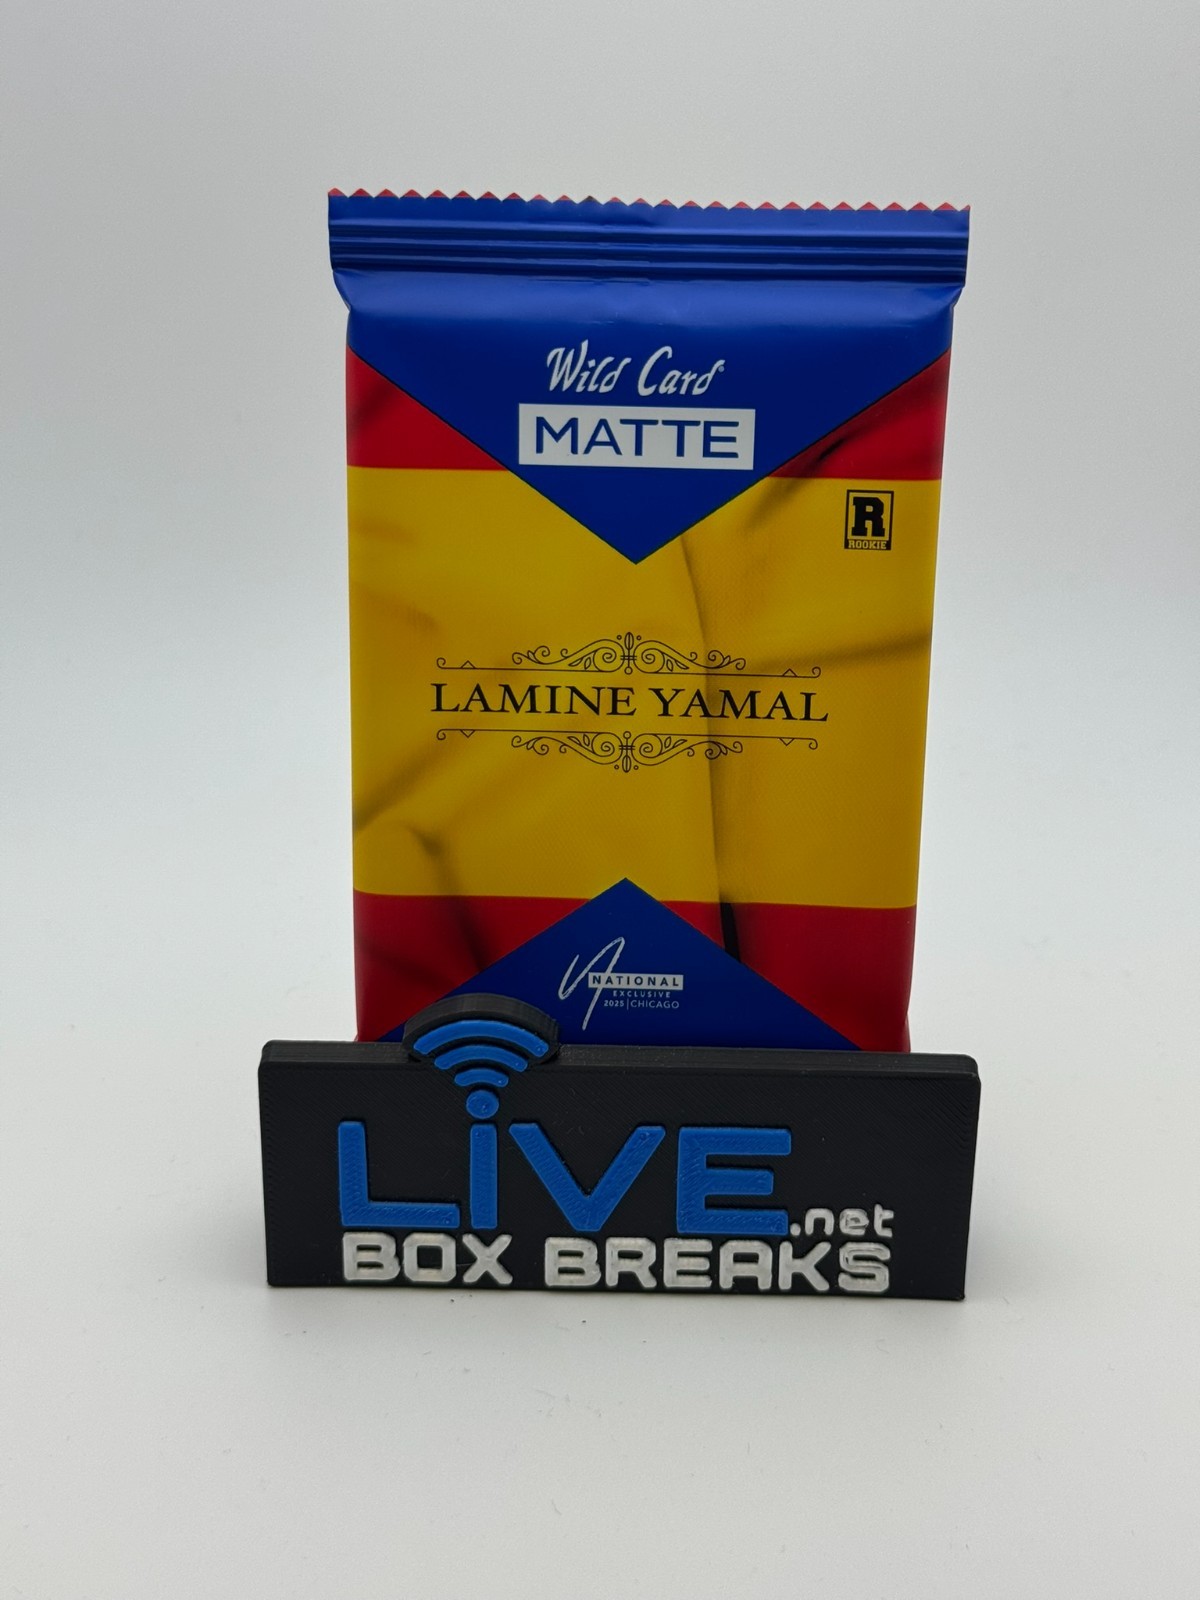 Wild Card
MATTE
R
ROOKIE
LAMINE YAMAL
NATIONAL
EXCLUSIVE
2025 | CHICAGO
LiVE.net
BOX BREAKS